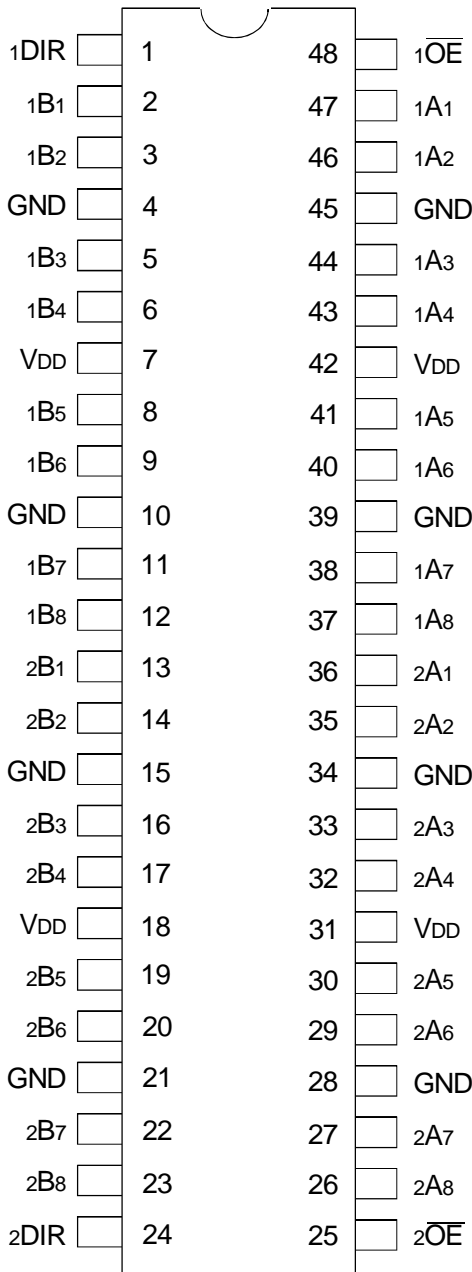 1DIR 1 48 1O̅E̅
1B1 2 47 1A1
1B2 3 46 1A2
GND 4 45 GND
1B3 5 44 1A3
1B4 6 43 1A4
VDD 7 42 VDD
1B5 8 41 1A5
1B6 9 40 1A6
GND 10 39 GND
1B7 11 38 1A7
1B8 12 37 1A8
2B1 13 36 2A1
2B2 14 35 2A2
GND 15 34 GND
2B3 16 33 2A3
2B4 17 32 2A4
VDD 18 31 VDD
2B5 19 30 2A5
2B6 20 29 2A6
GND 21 28 GND
2B7 22 27 2A7
2B8 23 26 2A8
2DIR 24 25 2O̅E̅